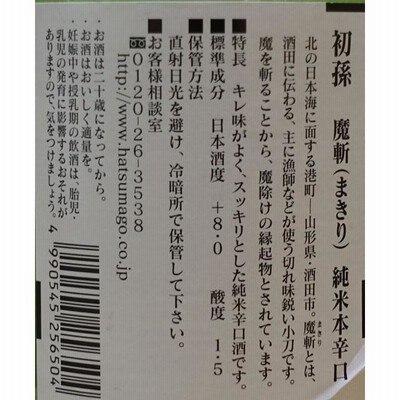 初孫 魔斬(まきり) 純米本辛口
北の日本海に面する港町―山形県・酒田市。魔斬とは、
まきり
酒田に伝わる、主に漁師などが使う切れ味鋭い小刀です。
魔を斬ることから、魔除けの縁起物とされています。
■特長 キレ味がよく、スッキリとした純米辛口酒です。
■標準成分 日本酒度 +8.0 酸度 1.5
■保管方法
直射日光を避け、冷暗所で保管して下さい。
■お客様相談室
☎0120-26-3538
http://www.hatsumago.co.jp
・お酒は二十歳になってから。
・お酒はおいしく適量を。
・妊娠中や授乳期の飲酒は、胎児・
乳児の発育に影響するおそれが
ありますので、気をつけましょう。
4 990545 256504